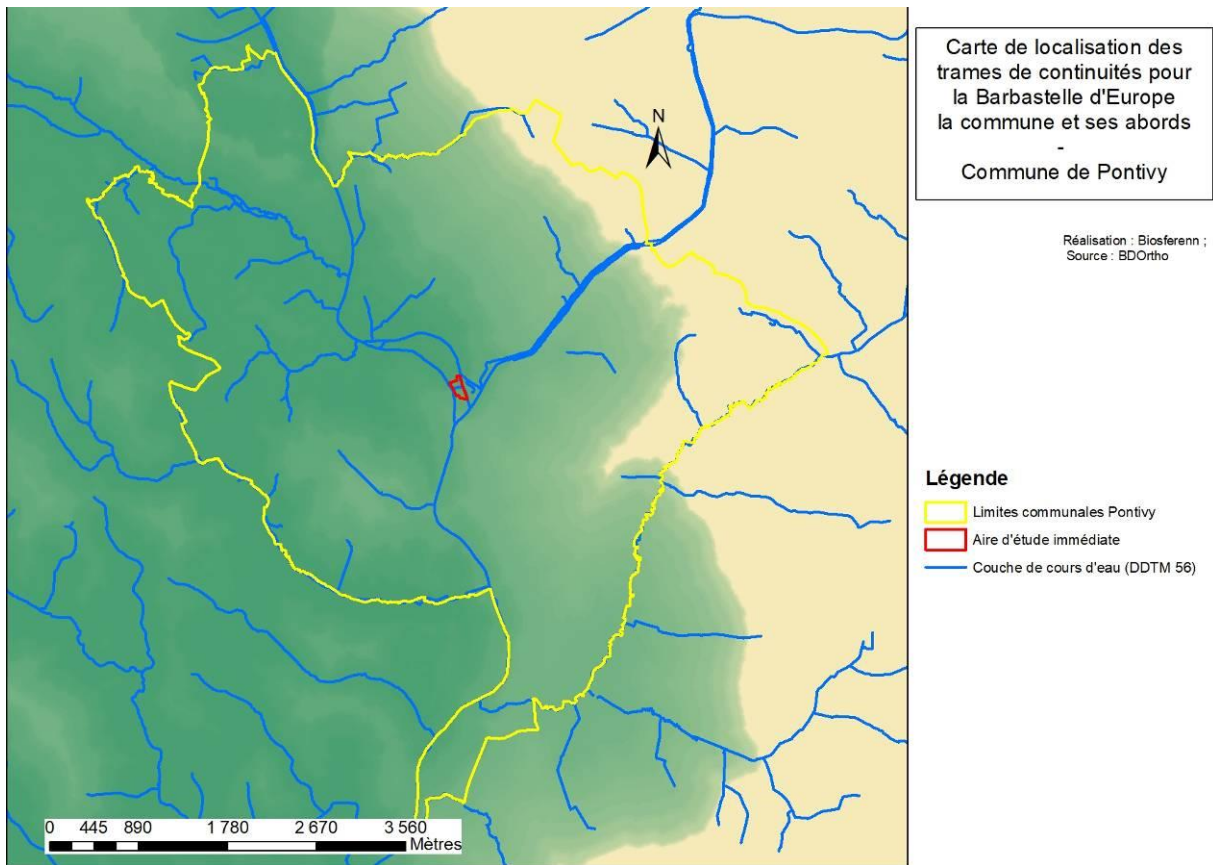 Carte de localisation des
trames de continuités pour
la Barbastelle d'Europe
la commune et ses abords
-
Commune de Pontivy
Réalisation : Biosferenn ;
Source : BDOrtho
N
Légende
Limites communales Pontivy
Aire d'étude immédiate
Couche de cours d'eau (DDTM 56)
0 445 890 1 780 2 670 3 560
Mètres